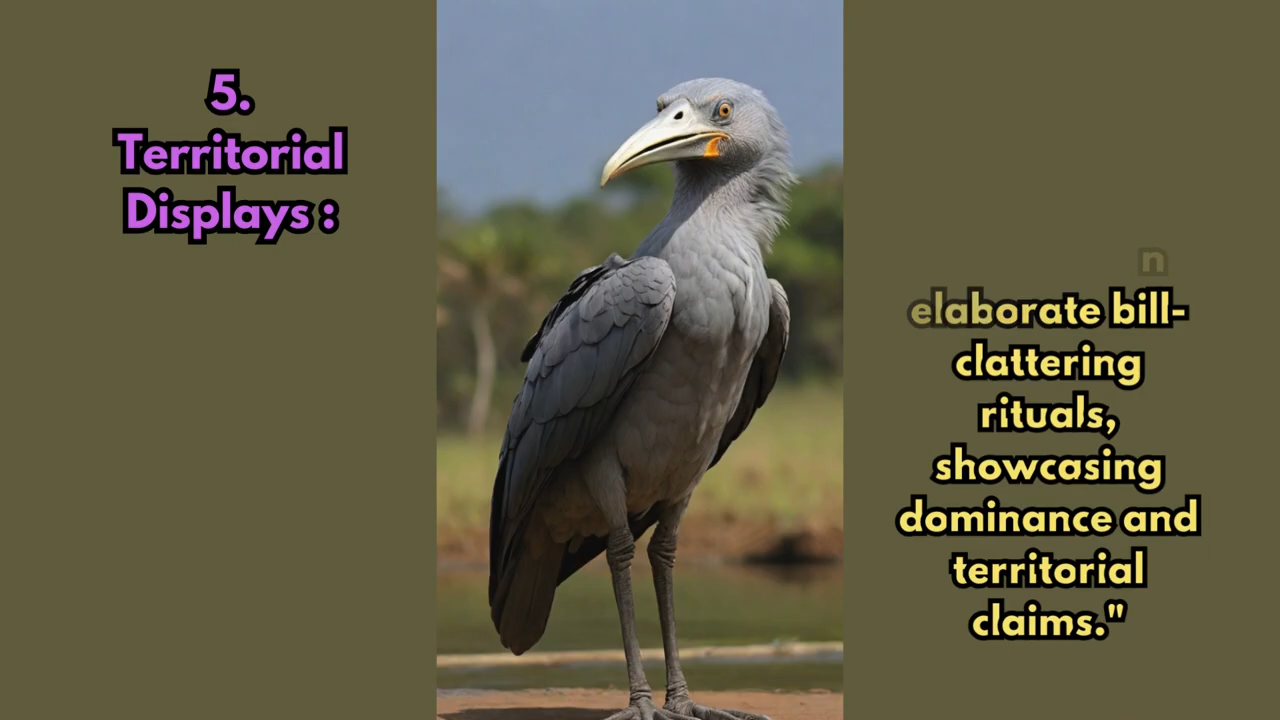 5.
Territorial
Displays :
n
elaborate bill-
clattering
rituals,
showcasing
dominance and
territorial
claims."